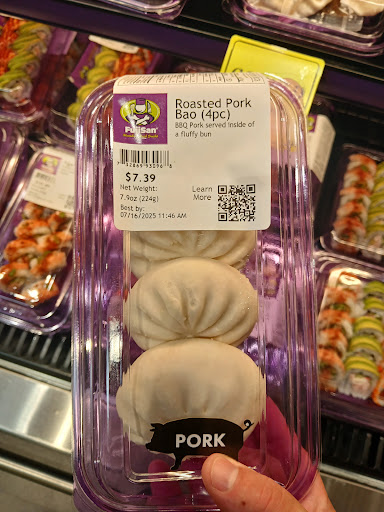 Roasted Pork
Bao (4pc)
BBQ Pork served inside of
a fluffy bun
FujiSan
$7.39
Net Weight:
7.9oz (224g)
Best by:
07/16/2025 11:46 AM
Learn
More
PORK